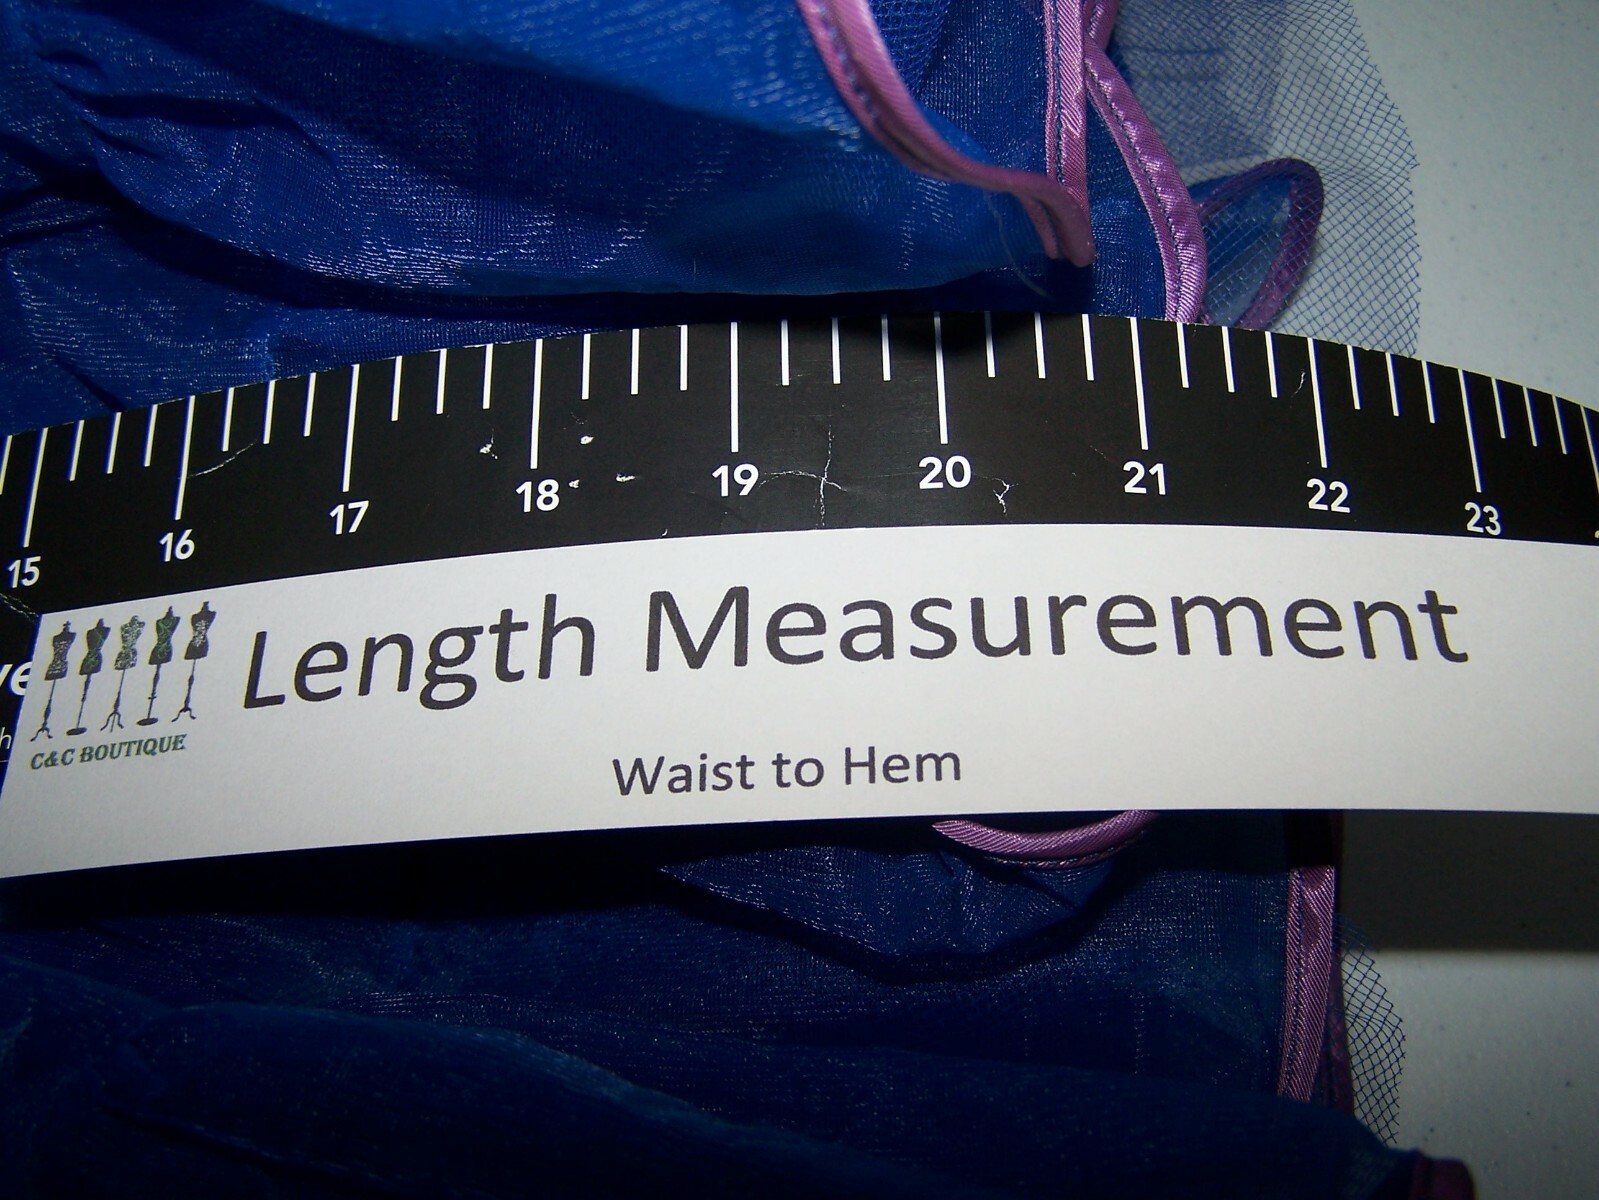 15 16 17 18 19 20 21 22 23
Length Measurement
C&C BOUTIQUE
Waist to Hem